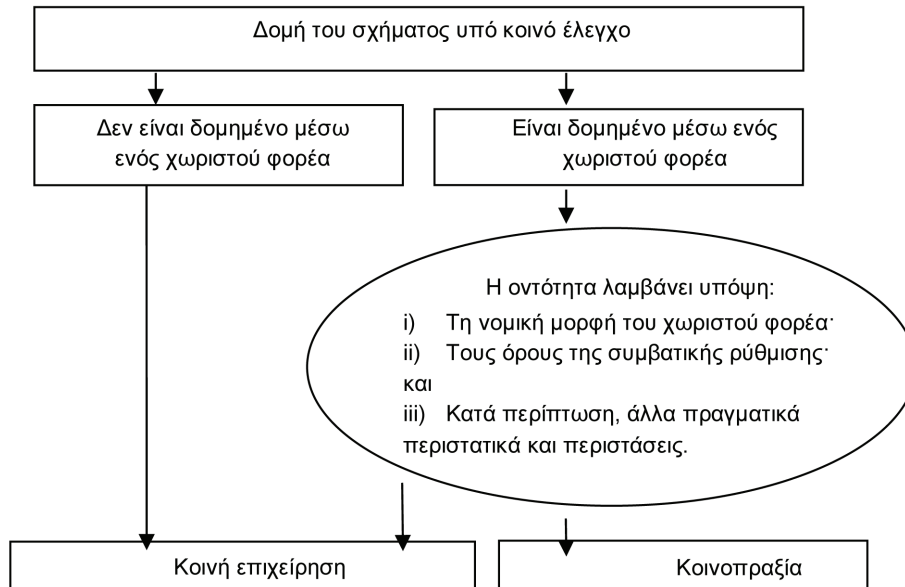 Δομή του σχήματος υπό κοινό έλεγχο
Δεν είναι δομημένο μέσω
ενός χωριστού φορέα
Είναι δομημένο μέσω ενός
χωριστού φορέα
Η οντότητα λαμβάνει υπόψη:
i) Τη νομική μορφή του χωριστού φορέα·
ii) Τους όρους της συμβατικής ρύθμισης·
και
iii) Κατά περίπτωση, άλλα πραγματικά
περιστατικά και περιστάσεις.
Κοινή επιχείρηση
Κοινοπραξία